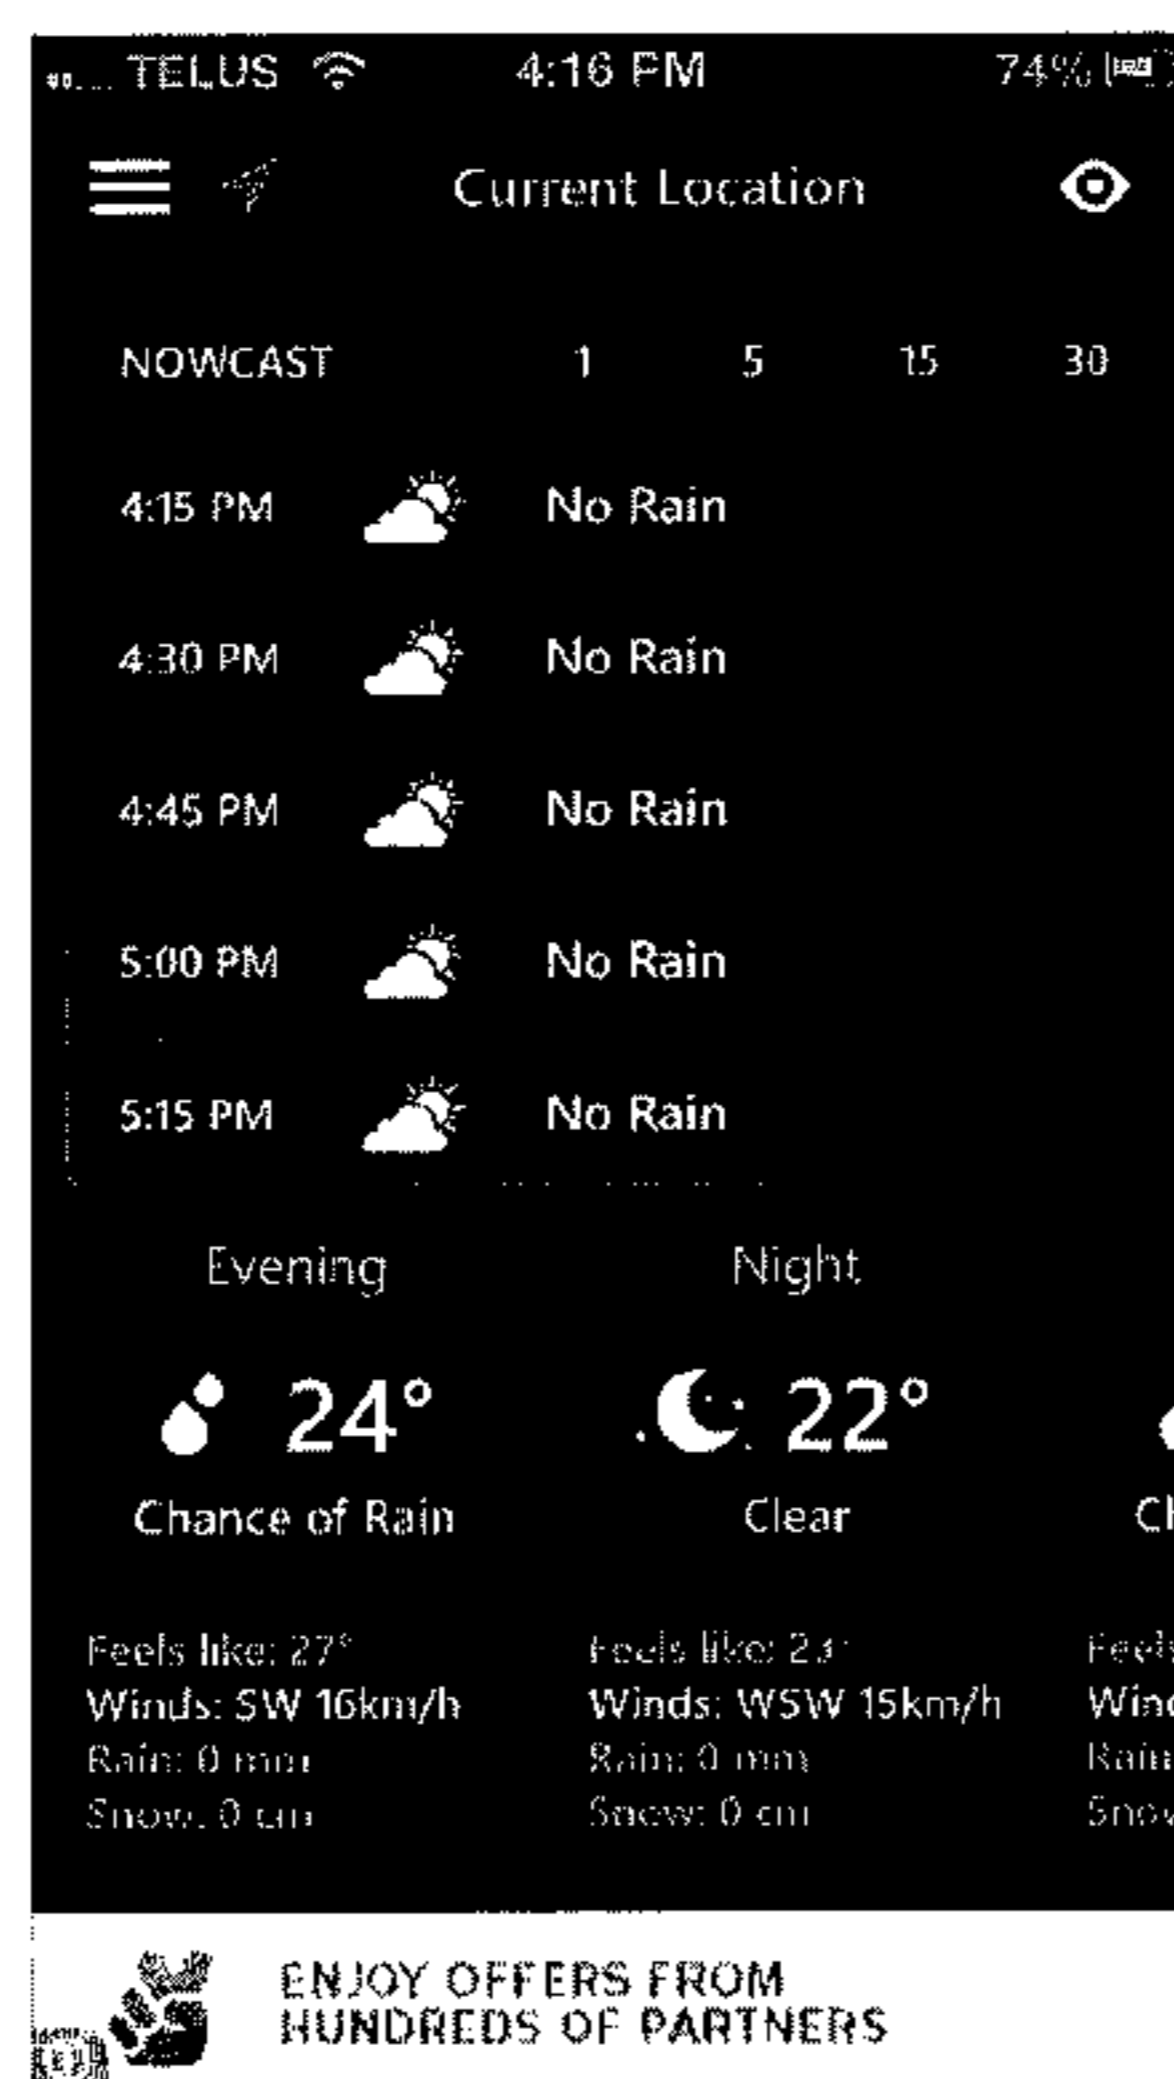 TELUS 4:16 PM 74%
Current Location
NOWCAST 1 5 15 30
4:15 PM No Rain
4:30 PM No Rain
4:45 PM No Rain
5:00 PM No Rain
5:15 PM No Rain
Evening Night
24° 22°
Chance of Rain Clear
Feels like: 27° Feels like:
Winds: SW 16km/h Winds: WSW 15km/h
Rain: 0 mm Rain: 0 mm
Snow: 0 cm Snow: 0 cm
ENJOY OFFERS FROM
HUNDREDS OF PARTNERS